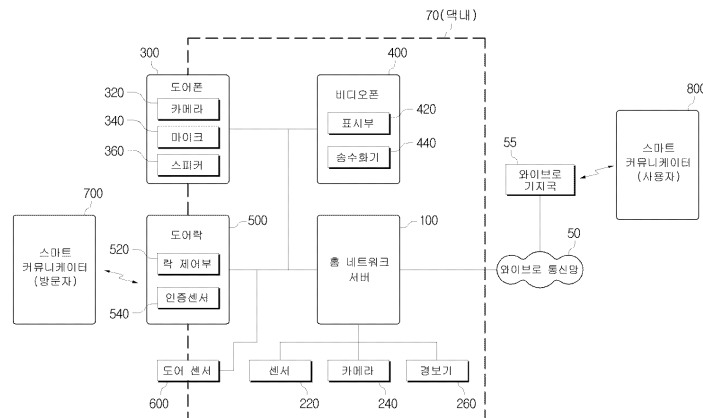 70(댁내)
300
도어폰
320
카메라
340
마이크
360
스피커
400
비디오폰
표시부
420
송수화기
440
800
스마트
커뮤니케이터
(사용자)
55
와이브로
기지국
50
와이브로 통신망
700
스마트
커뮤니케이터
(방문자)
500
도어락
520
락 제어부
인증센서
540
100
홈 네트워크
서버
도어 센서
600
센서
220
카메라
240
경보기
260